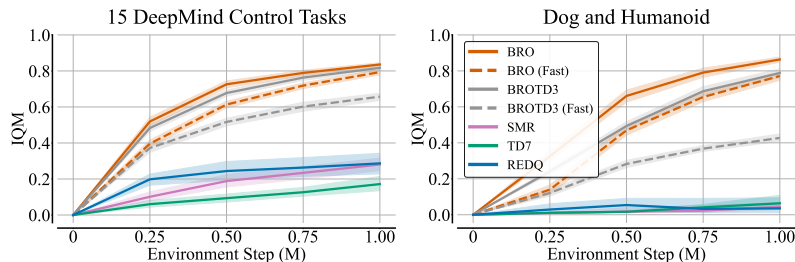 15 DeepMind Control Tasks
1.0
0.8
0.6
0.4
0.2
0.0
IQM
0
0.25
0.50
0.75
1.00
Environment Step (M)
Dog and Humanoid
1.0
0.8
0.6
0.4
0.2
0.0
IQM
BRO
BRO (Fast)
BROTD3
BROTD3 (Fast)
SMR
TD7
REDQ
0
0.25
0.50
0.75
1.00
Environment Step (M)